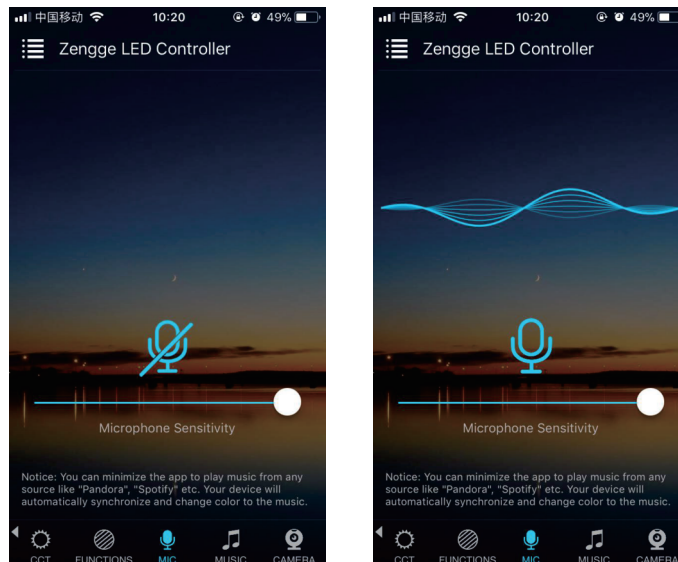 中国移动 10:20 49%
Zengge LED Controller
Microphone Sensitivity
Notice: You can minimize the app to play music from any
source like "Pandora", "Spotify" etc. Your device will
automatically synchronize and change color to the music.
CCT FUNCTIONS MIC MUSIC CAMERA
中国移动 10:20 49%
Zengge LED Controller
Microphone Sensitivity
Notice: You can minimize the app to play music from any
source like "Pandora", "Spotify" etc. Your device will
automatically synchronize and change color to the music.
CCT FUNCTIONS MIC MUSIC CAMERA